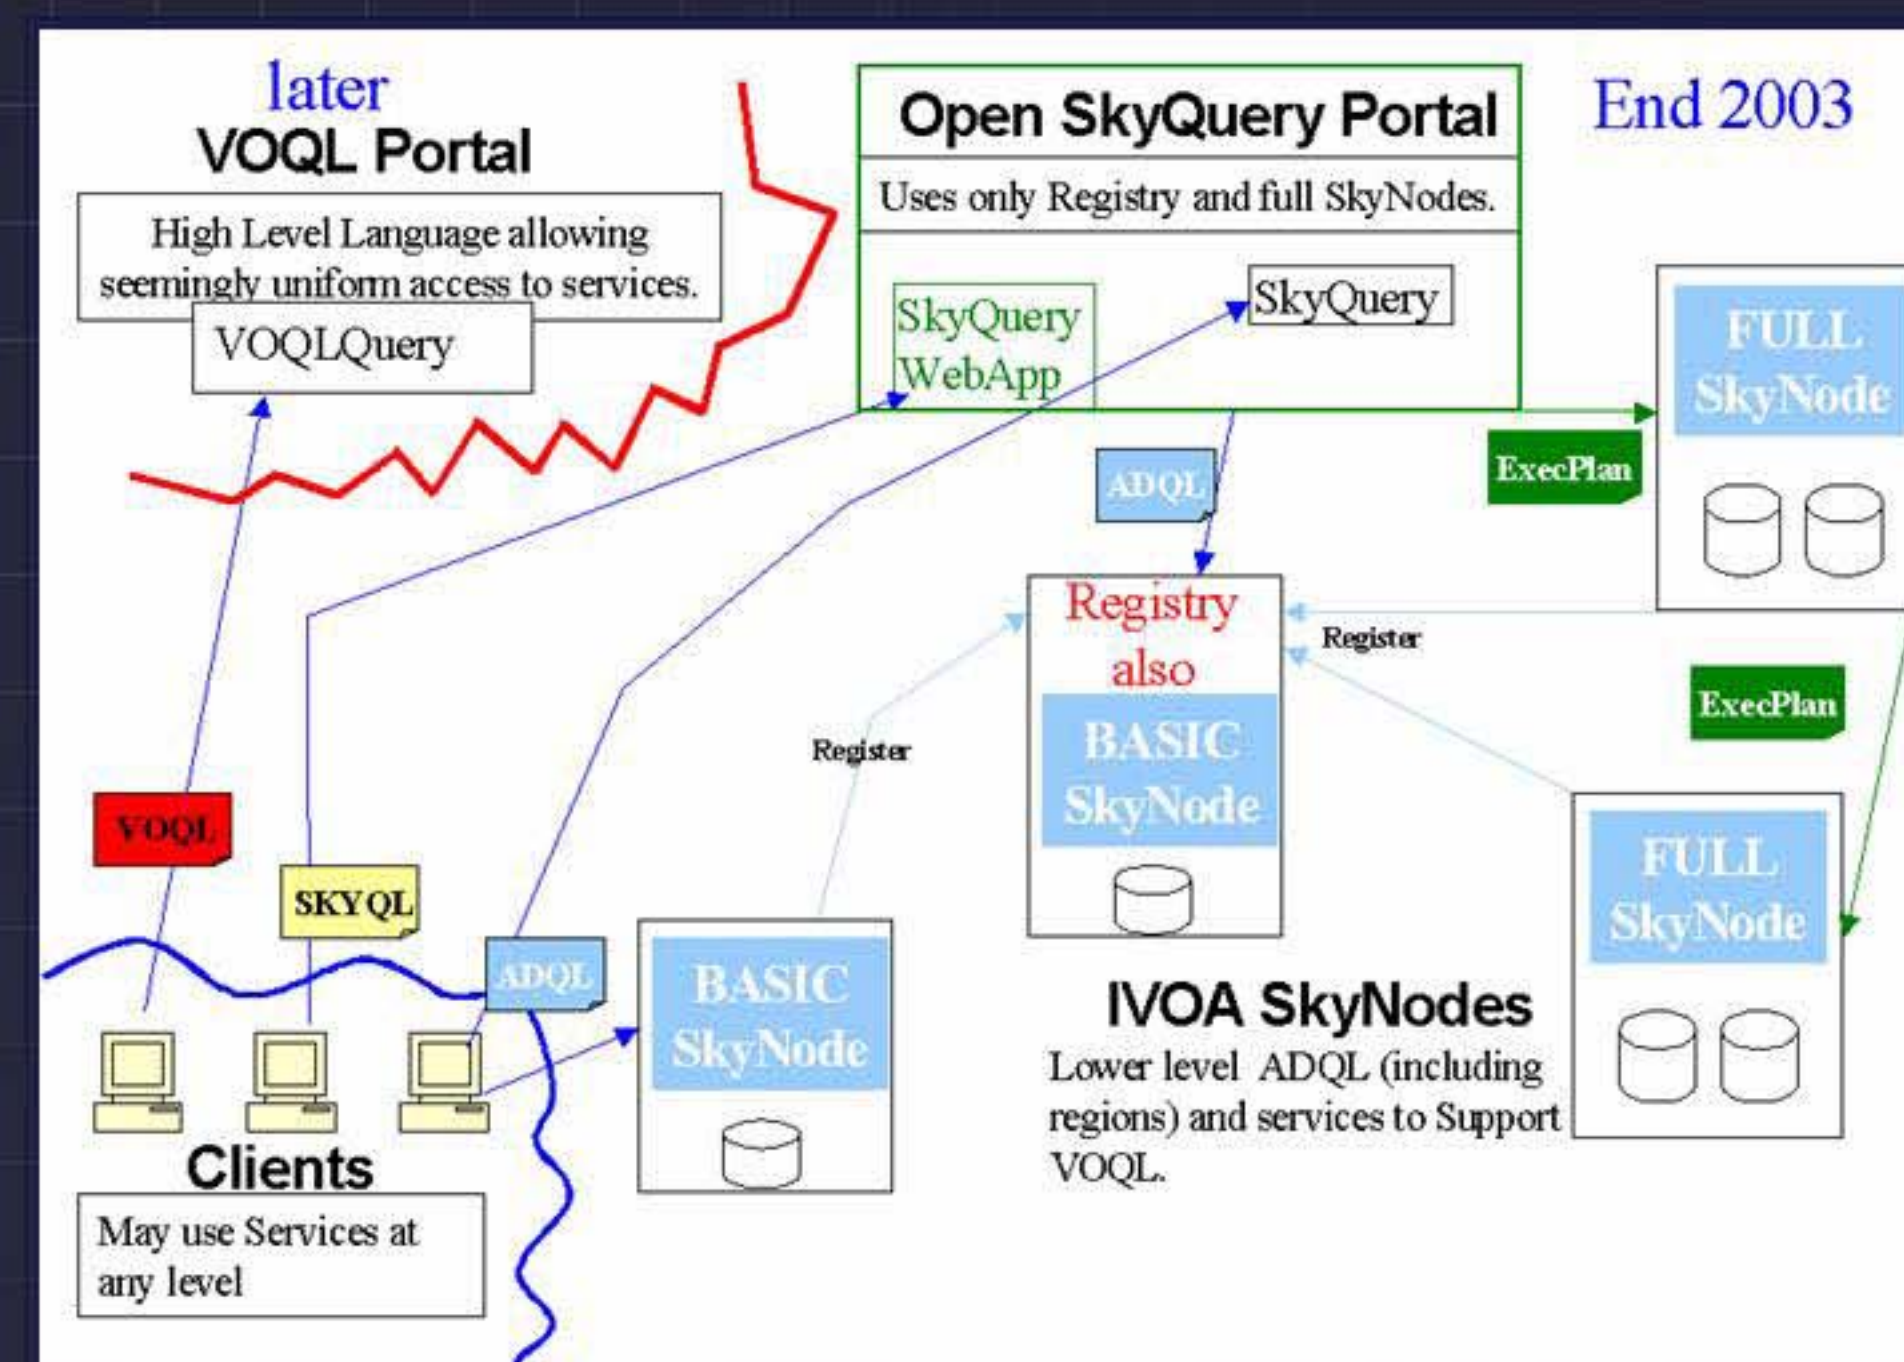 later
VOQL Portal
High Level Language allowing
seemingly uniform access to services.
VOQLQuery
Open SkyQuery Portal
Uses only Registry and full SkyNodes.
SkyQuery
WebApp
SkyQuery
End 2003
FULL
SkyNode
ADQL
ExecPlan
Registry
also
BASIC
SkyNode
Register
Register
ExecPlan
VOQL
SKYQL
ADQL
BASIC
SkyNode
FULL
SkyNode
IVOA SkyNodes
Lower level ADQL (including
regions) and services to Support
VOQL.
Clients
May use Services at
any level